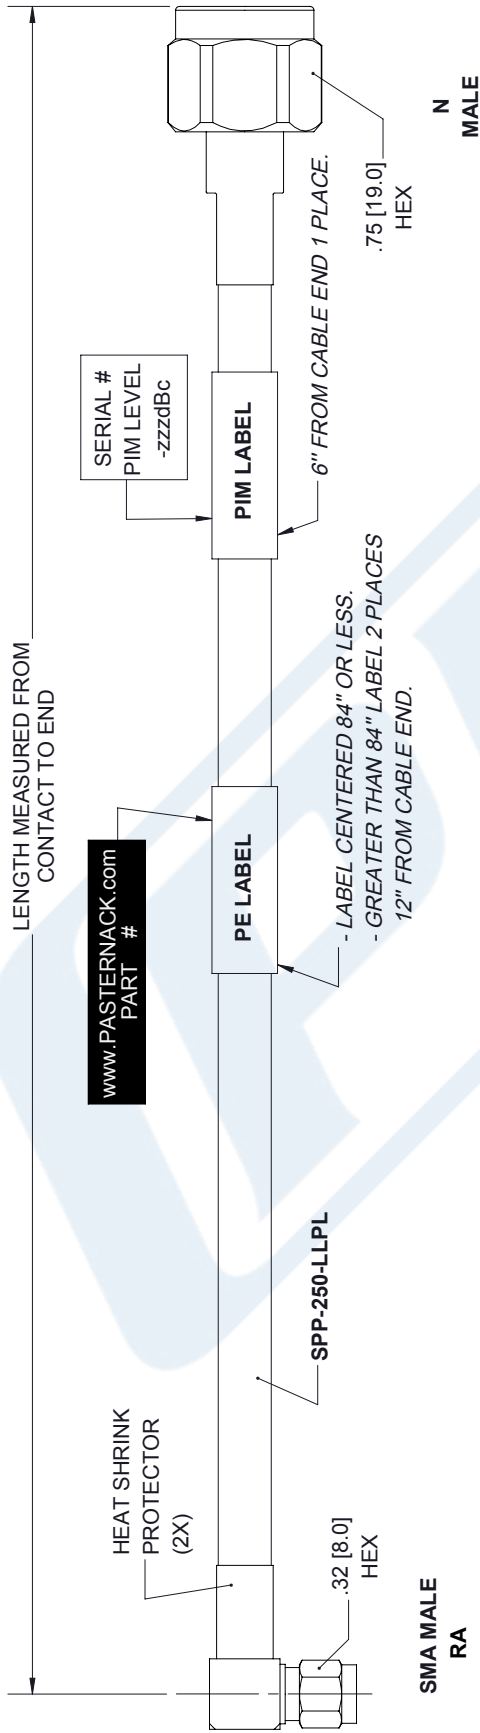 LENGTH MEASURED FROM
CONTACT TO END
HEAT SHRINK
PROTECTOR
(2X)
www.PASTERNACK.com
PART #
SERIAL #
PIM LEVEL
-zzzdBc
PE LABEL
PIM LABEL
.32 [8.0]
HEX
SPP-250-LLPL
- LABEL CENTERED 84" OR LESS.
- GREATER THAN 84" LABEL 2 PLACES
12" FROM CABLE END.
6" FROM CABLE END 1 PLACE.
.75 [19.0]
HEX
SMA MALE
RA
N
MALE